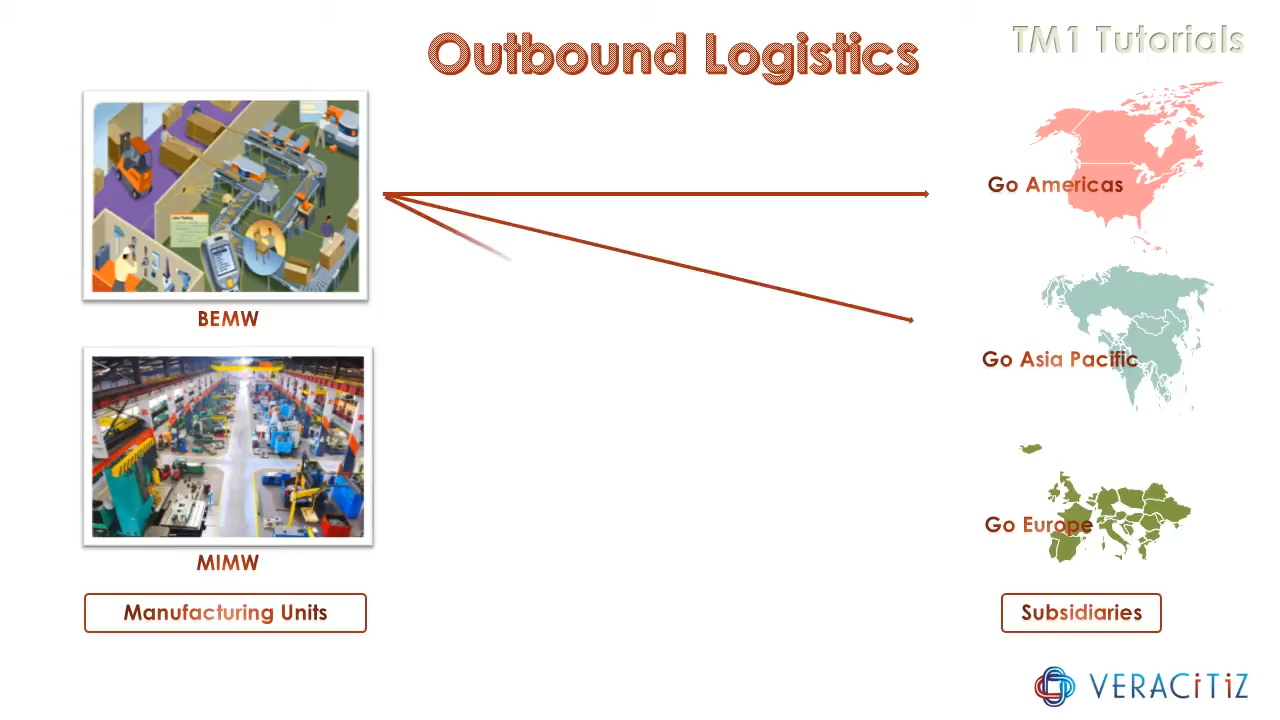 Outbound Logistics
TM1 Tutorials
Go Americas
BEMW
Go Asia Pacific
Go Europe
MIMW
Manufacturing Units
Subsidiaries
VERACiTiZ